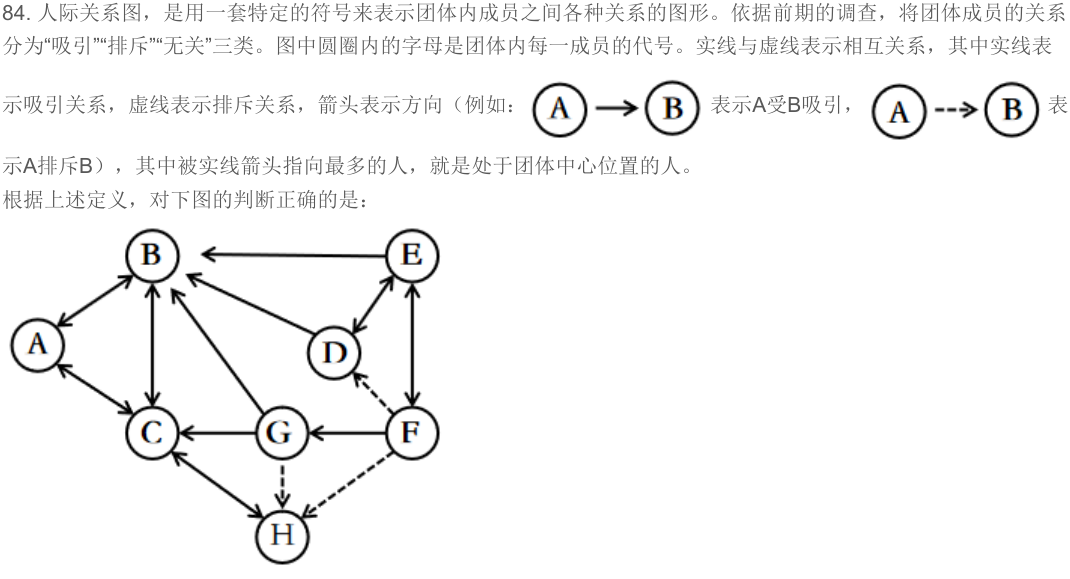 84. 人际关系图，是用一套特定的符号来表示团体内成员之间各种关系的图形。依据前期的调查，将团体成员的关系
分为“吸引”“排斥”“无关”三类。图中圆圈内的字母是团体内每一成员的代号。实线与虚线表示相互关系，其中实线表
示吸引关系，虚线表示排斥关系，箭头表示方向（例如： A B 表示A受B吸引， A B 表
示A排斥B），其中被实线箭头指向最多的人，就是处于团体中心位置的人。
根据上述定义，对下图的判断正确的是：
B E
A D
C G F
H